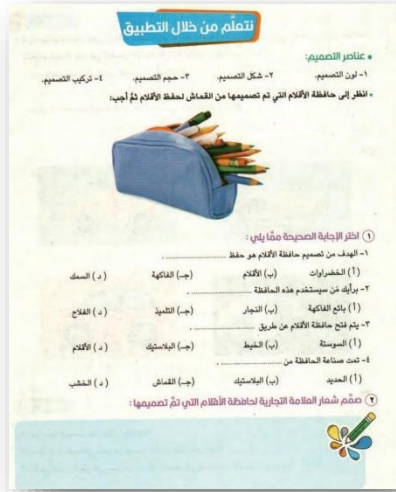 نتعلَّم من خلال التطبيق
• عناصر التصميم:
١- لون التصميم. ٢- شكل التصميم. ٣- حجم التصميم. ٤- تركيب التصميم.
• انظر إلى حافظة الأقلام التي تم تصميمها من القماش لحفظ الأقلام ثمَّ أجب:
١ اختر الإجابة الصحيحة ممَّا يلي:
١- الهدف من تصميم حافظة الأقلام هو حفظ ....................
(أ) الخضراوات (ب) الأقلام (جـ) الفاكهة (د) السمك
٢- برأيك مَن سيستخدم هذه الحافظة ....................
(أ) بائع الفاكهة (ب) النجار (جـ) التلميذ (د) الفلاح
٣- يتم فتح حافظة الأقلام عن طريق ....................
(أ) السوستة (ب) الخيط (جـ) البلاستيك (د) الأقلام
٤- تمت صناعة الحافظة من ....................
(أ) الحديد (ب) البلاستيك (جـ) القماش (د) الخشب
٢ صمِّم شعار العلامة التجارية لحافظة الأقلام التي تمَّ تصميمها: